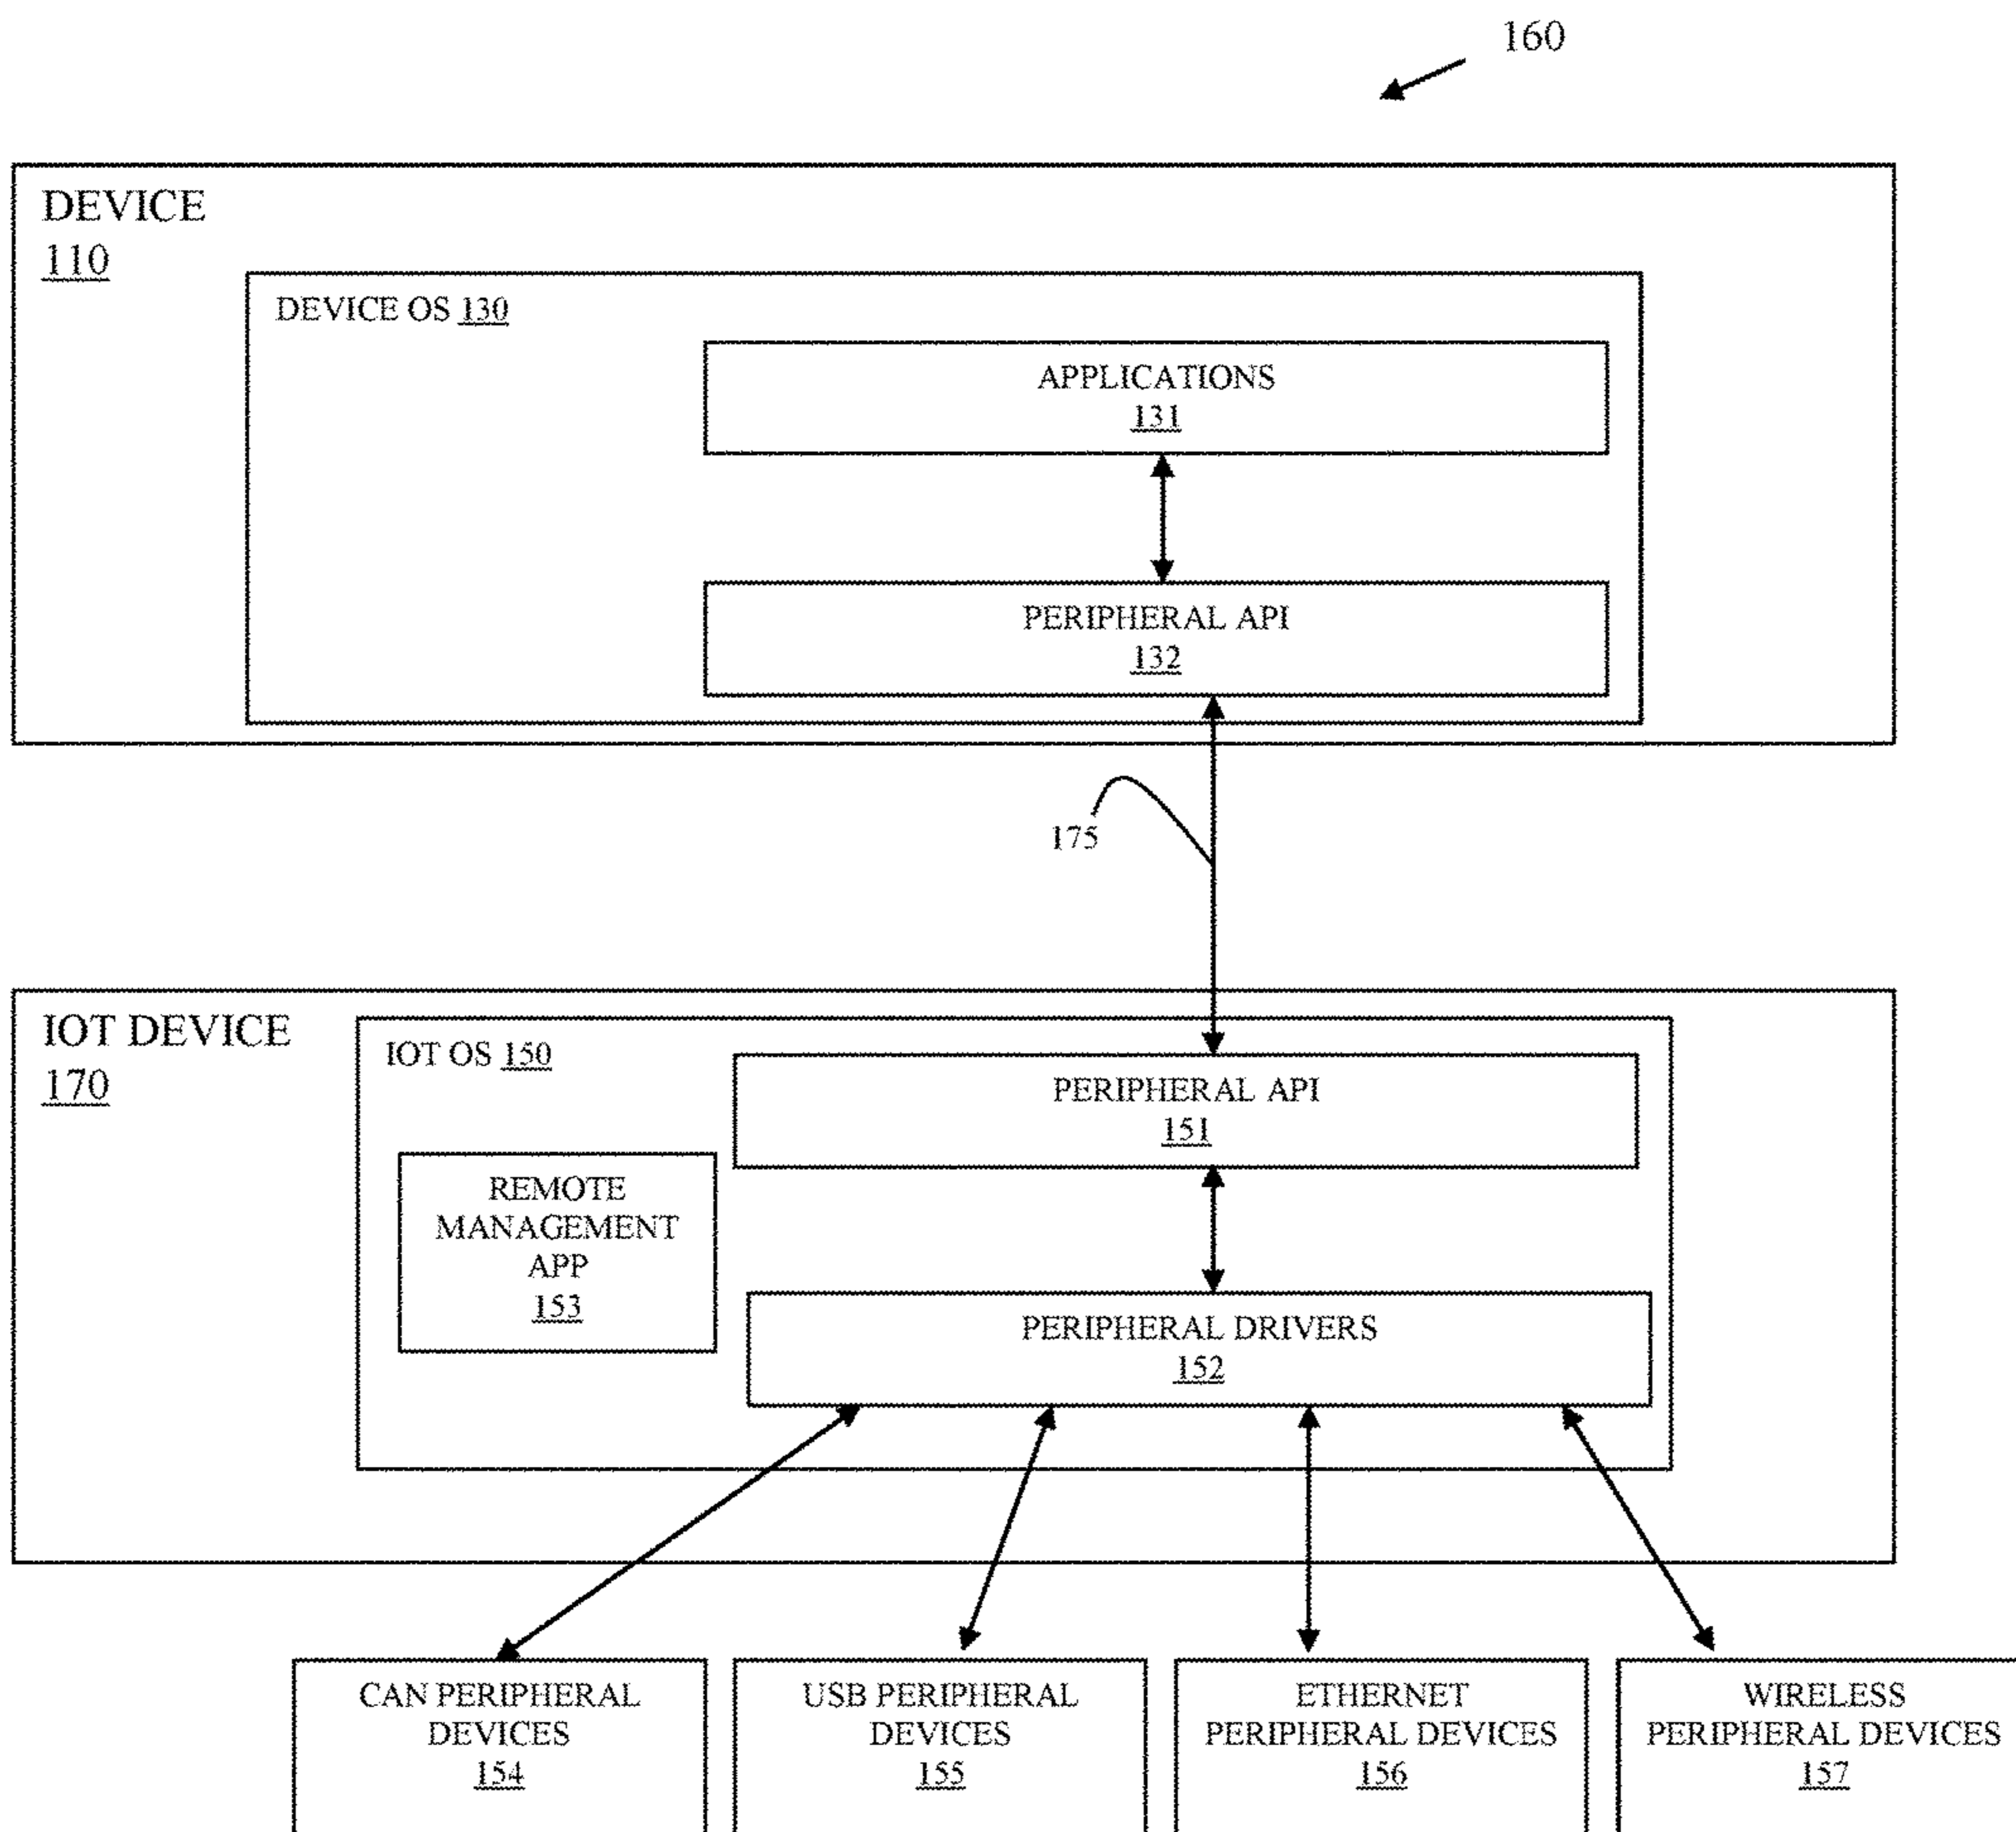 160
DEVICE
110
DEVICE OS 130
APPLICATIONS
131
PERIPHERAL API
132
175
IOT DEVICE
170
IOT OS 150
PERIPHERAL API
151
REMOTE
MANAGEMENT
APP
153
PERIPHERAL DRIVERS
152
CAN PERIPHERAL
DEVICES
154
USB PERIPHERAL
DEVICES
155
ETHERNET
PERIPHERAL DEVICES
156
WIRELESS
PERIPHERAL DEVICES
157